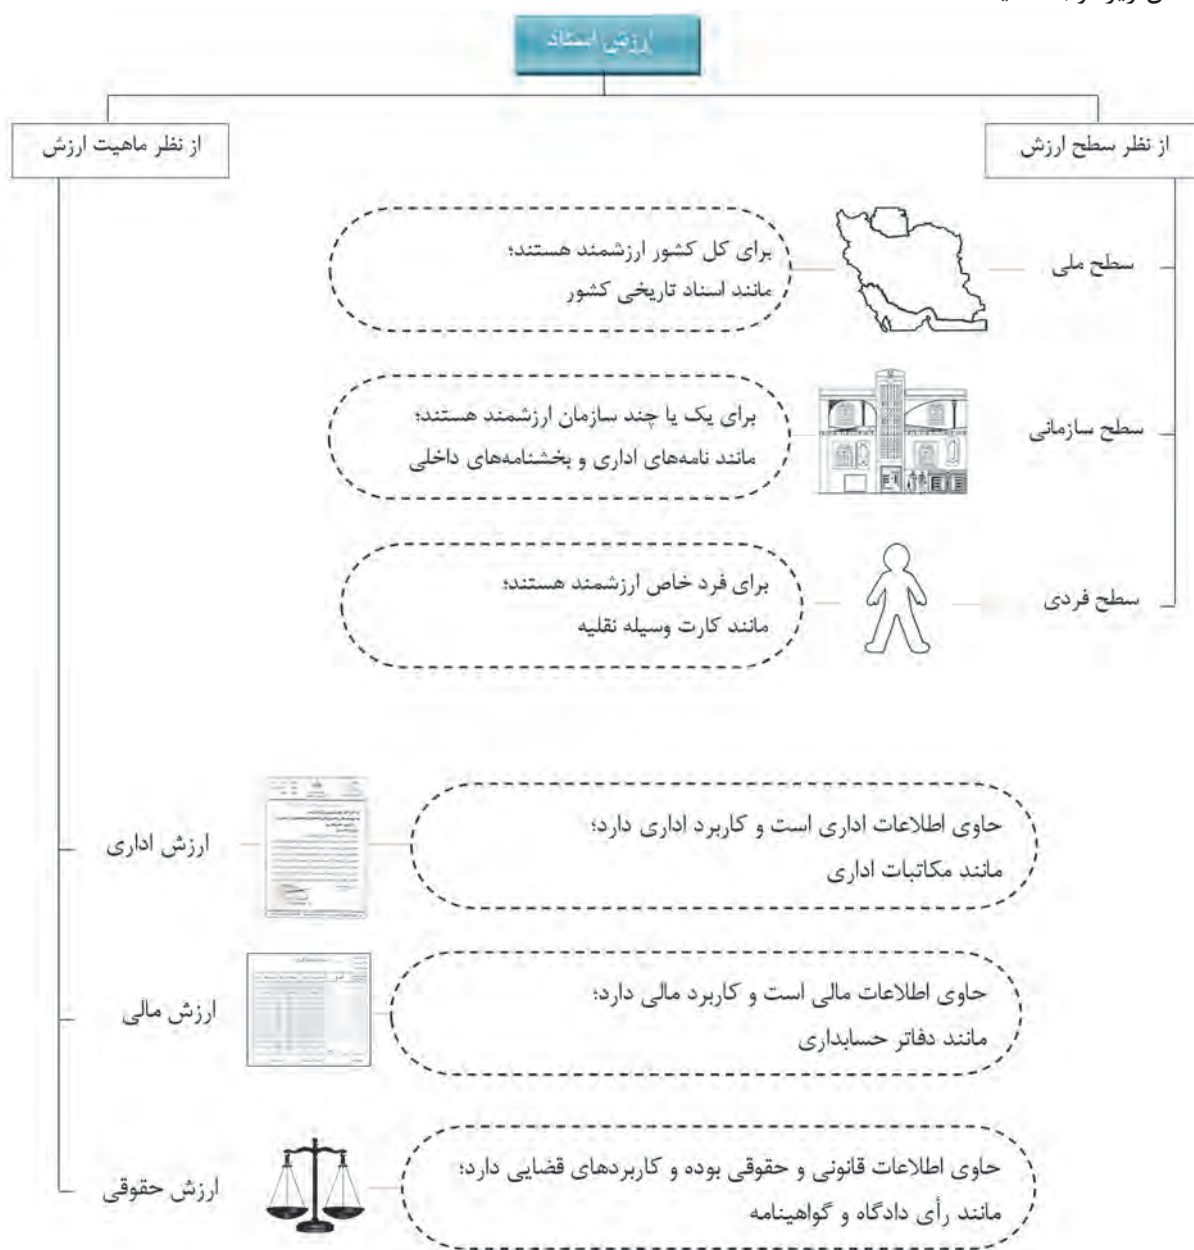 ارزش اسناد
از نظر سطح ارزش
از نظر ماهیت ارزش
سطح ملی
برای کل کشور ارزشمند هستند؛
مانند اسناد تاریخی کشور
سطح سازمانی
برای یک یا چند سازمان ارزشمند هستند؛
مانند نامه‌های اداری و بخشنامه‌های داخلی
سطح فردی
برای فرد خاص ارزشمند هستند؛
مانند کارت وسیله نقلیه
ارزش اداری
حاوی اطلاعات اداری است و کاربرد اداری دارد؛
مانند مکاتبات اداری
ارزش مالی
حاوی اطلاعات مالی است و کاربرد مالی دارد؛
مانند دفاتر حسابداری
ارزش حقوقی
حاوی اطلاعات قانونی و حقوقی بوده و کاربردهای قضایی دارد؛
مانند رأی دادگاه و گواهینامه